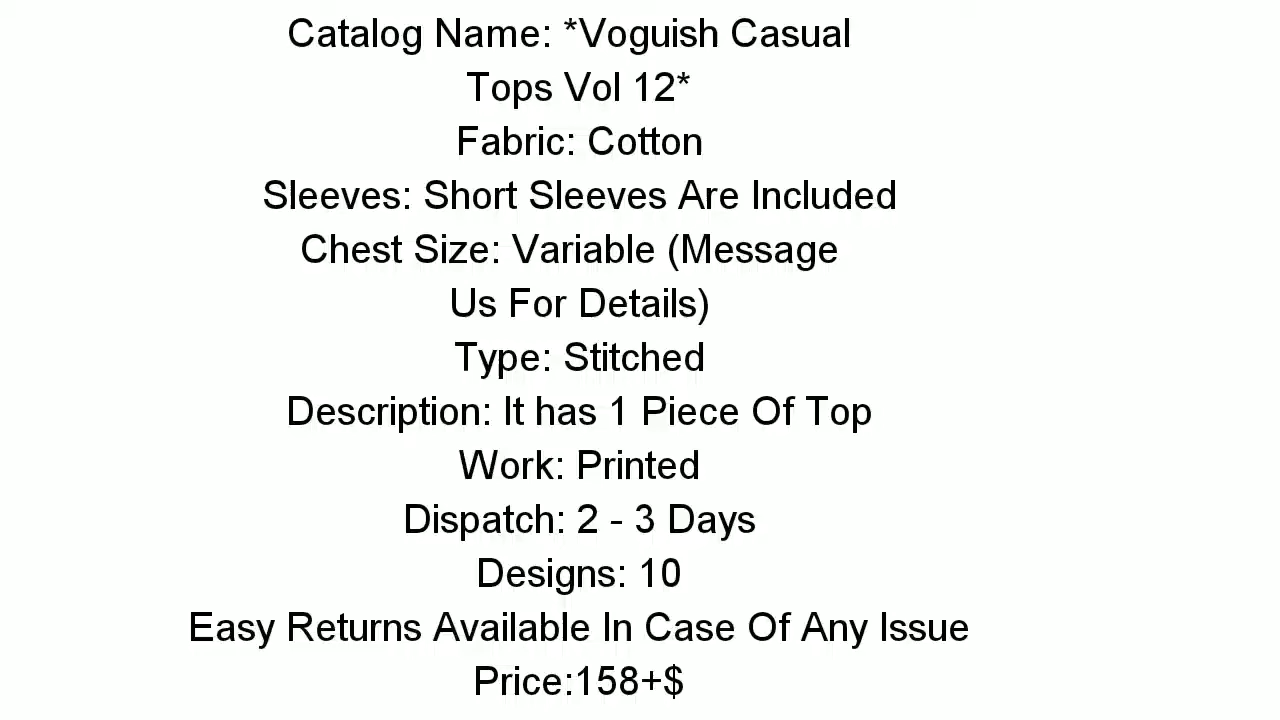 Catalog Name: *Voguish Casual
Tops Vol 12*
Fabric: Cotton
Sleeves: Short Sleeves Are Included
Chest Size: Variable (Message
Us For Details)
Type: Stitched
Description: It has 1 Piece Of Top
Work: Printed
Dispatch: 2 - 3 Days
Designs: 10
Easy Returns Available In Case Of Any Issue
Price:158+$